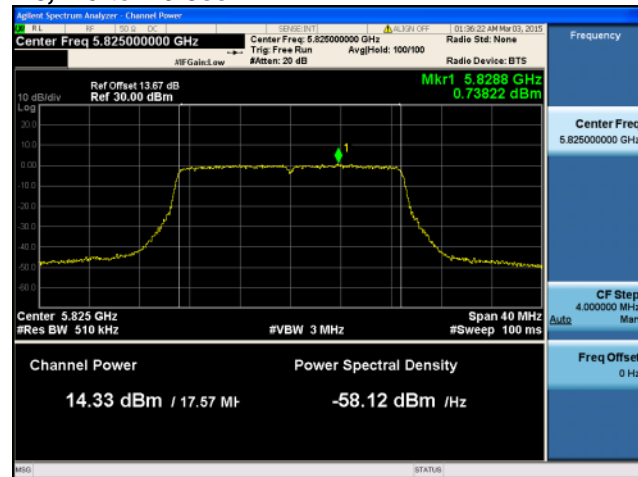 Agilent Spectrum Analyzer - Channel Power
RL RF 50 Ω DC SENSE:INT ALIGN OFF 01:36:22 AM Mar 03, 2015
Center Freq 5.825000000 GHz
Center Freq: 5.825000000 GHz
Radio Std: None
Trig: Free Run Avg|Hold: 100/100
#IFGain:Low #Atten: 20 dB Radio Device: BTS
Frequency
Ref Offset 13.67 dB
Mkr1 5.8288 GHz
10 dB/div Ref 30.00 dBm
0.73822 dBm
Log
20.0
10.0
1
0.00
-10.0
-20.0
-30.0
-40.0
-50.0
-60.0
Center 5.825 GHz Span 40 MHz
#Res BW 510 kHz #VBW 3 MHz #Sweep 100 ms
Channel Power Power Spectral Density
14.33 dBm / 17.57 MH -58.12 dBm /Hz
Center Freq
5.825000000 GHz
CF Step
4.000000 MHz
Auto Man
Freq Offset
0 Hz
MSG STATUS